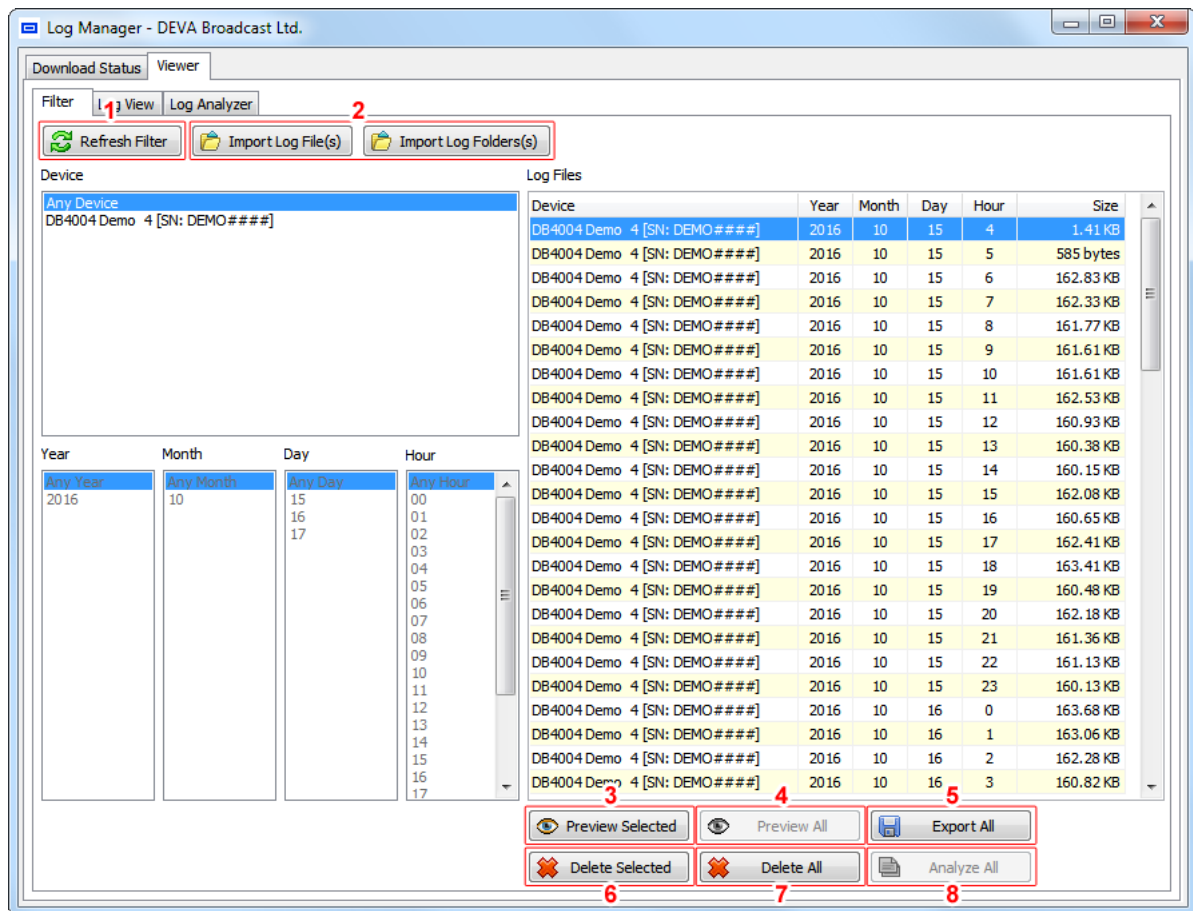 Log Manager - DEVA Broadcast Ltd.
Download Status Viewer
Filter Log View Log Analyzer
1 2
Refresh Filter Import Log File(s) Import Log Folders(s)
Device
Any Device
DB4004 Demo 4 [SN: DEMO####]
Year Month Day Hour
Any Year Any Month Any Day Any Hour
2016 10 15 00
16 01
17 02
03
04
05
06
07
08
09
10
11
12
13
14
15
16
17
Log Files
Device Year Month Day Hour Size
DB4004 Demo 4 [SN: DEMO####] 2016 10 15 4 1.41 KB
DB4004 Demo 4 [SN: DEMO####] 2016 10 15 5 585 bytes
DB4004 Demo 4 [SN: DEMO####] 2016 10 15 6 162.83 KB
DB4004 Demo 4 [SN: DEMO####] 2016 10 15 7 162.33 KB
DB4004 Demo 4 [SN: DEMO####] 2016 10 15 8 161.77 KB
DB4004 Demo 4 [SN: DEMO####] 2016 10 15 9 161.61 KB
DB4004 Demo 4 [SN: DEMO####] 2016 10 15 10 161.61 KB
DB4004 Demo 4 [SN: DEMO####] 2016 10 15 11 162.53 KB
DB4004 Demo 4 [SN: DEMO####] 2016 10 15 12 160.93 KB
DB4004 Demo 4 [SN: DEMO####] 2016 10 15 13 160.38 KB
DB4004 Demo 4 [SN: DEMO####] 2016 10 15 14 160.15 KB
DB4004 Demo 4 [SN: DEMO####] 2016 10 15 15 162.08 KB
DB4004 Demo 4 [SN: DEMO####] 2016 10 15 16 160.65 KB
DB4004 Demo 4 [SN: DEMO####] 2016 10 15 17 162.41 KB
DB4004 Demo 4 [SN: DEMO####] 2016 10 15 18 163.41 KB
DB4004 Demo 4 [SN: DEMO####] 2016 10 15 19 160.48 KB
DB4004 Demo 4 [SN: DEMO####] 2016 10 15 20 162.18 KB
DB4004 Demo 4 [SN: DEMO####] 2016 10 15 21 161.36 KB
DB4004 Demo 4 [SN: DEMO####] 2016 10 15 22 161.13 KB
DB4004 Demo 4 [SN: DEMO####] 2016 10 15 23 160.13 KB
DB4004 Demo 4 [SN: DEMO####] 2016 10 16 0 163.68 KB
DB4004 Demo 4 [SN: DEMO####] 2016 10 16 1 163.06 KB
DB4004 Demo 4 [SN: DEMO####] 2016 10 16 2 162.28 KB
DB4004 Demo 4 [SN: DEMO####] 2016 10 16 3 160.82 KB
3 4 5
Preview Selected Preview All Export All
Delete Selected Delete All Analyze All
6 7 8